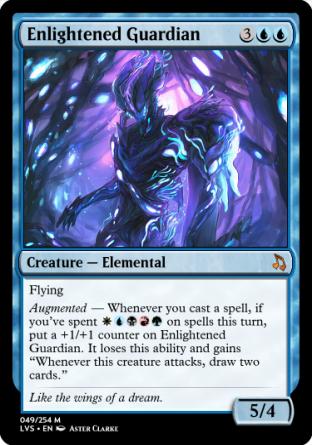 Enlightened Guardian 3
Creature — Elemental
Flying
Augmented — Whenever you cast a spell, if
you've spent on spells this turn,
put a +1/+1 counter on Enlightened
Guardian. It loses this ability and gains
"Whenever this creature attacks, draw two
cards."
Like the wings of a dream.
5/4
049/254 M
LVS • EN ASTER CLARKE